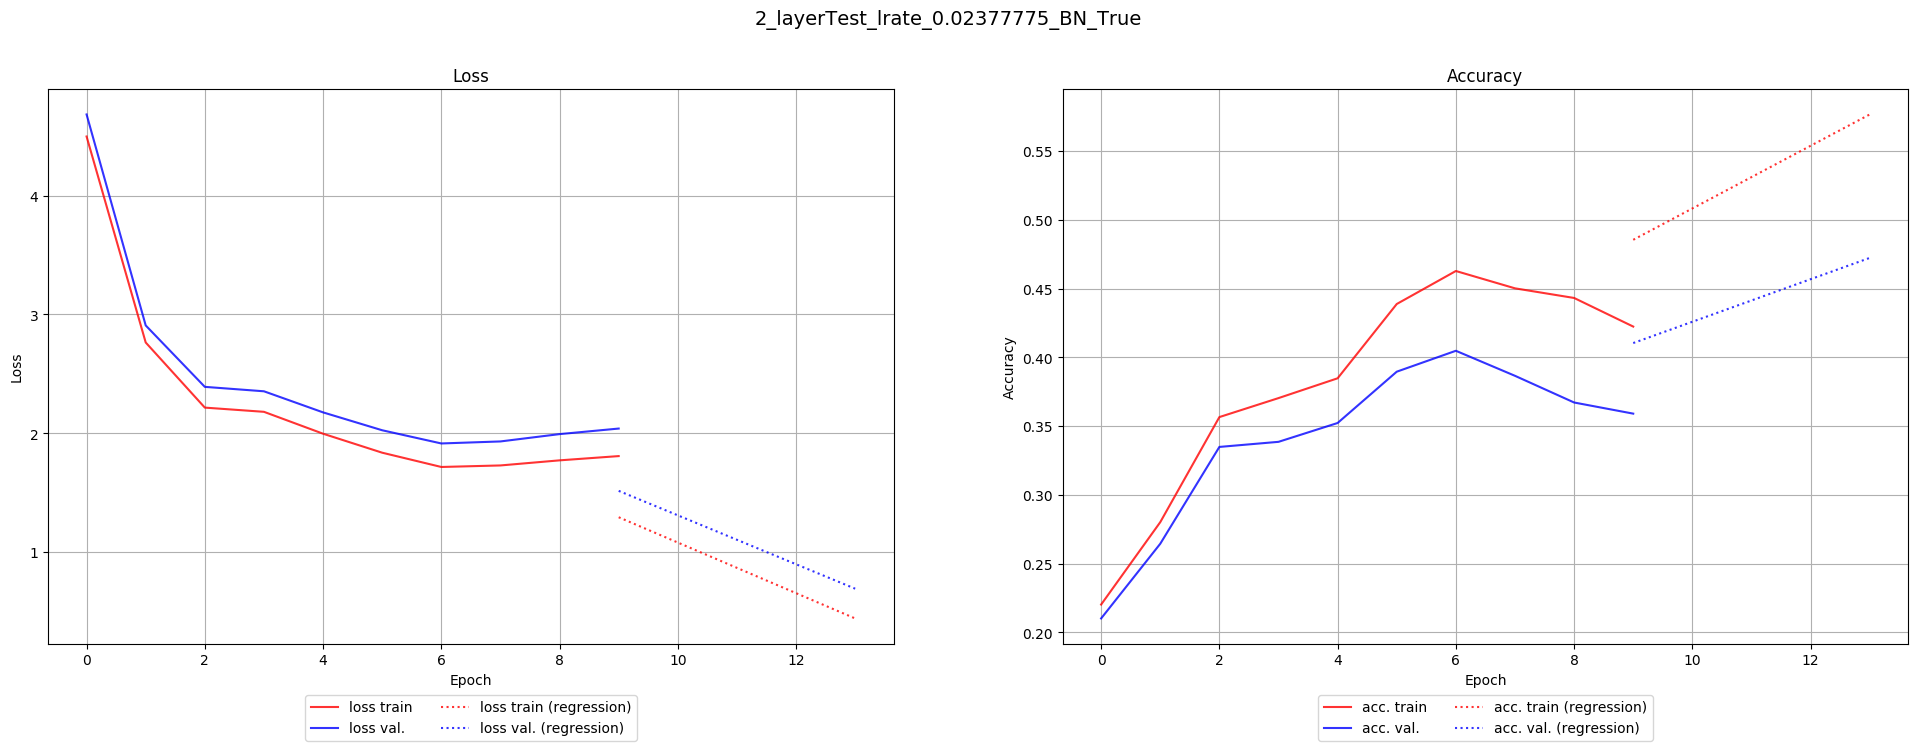 2_layerTest_lrate_0.02377775_BN_True
Loss
Loss
4
3
2
1
0 2 4 6 8 10 12
Epoch
loss train
loss val.
loss train (regression)
loss val. (regression)
Accuracy
Accuracy
0.55
0.50
0.45
0.40
0.35
0.30
0.25
0.20
0 2 4 6 8 10 12
Epoch
acc. train
acc. val.
acc. train (regression)
acc. val. (regression)